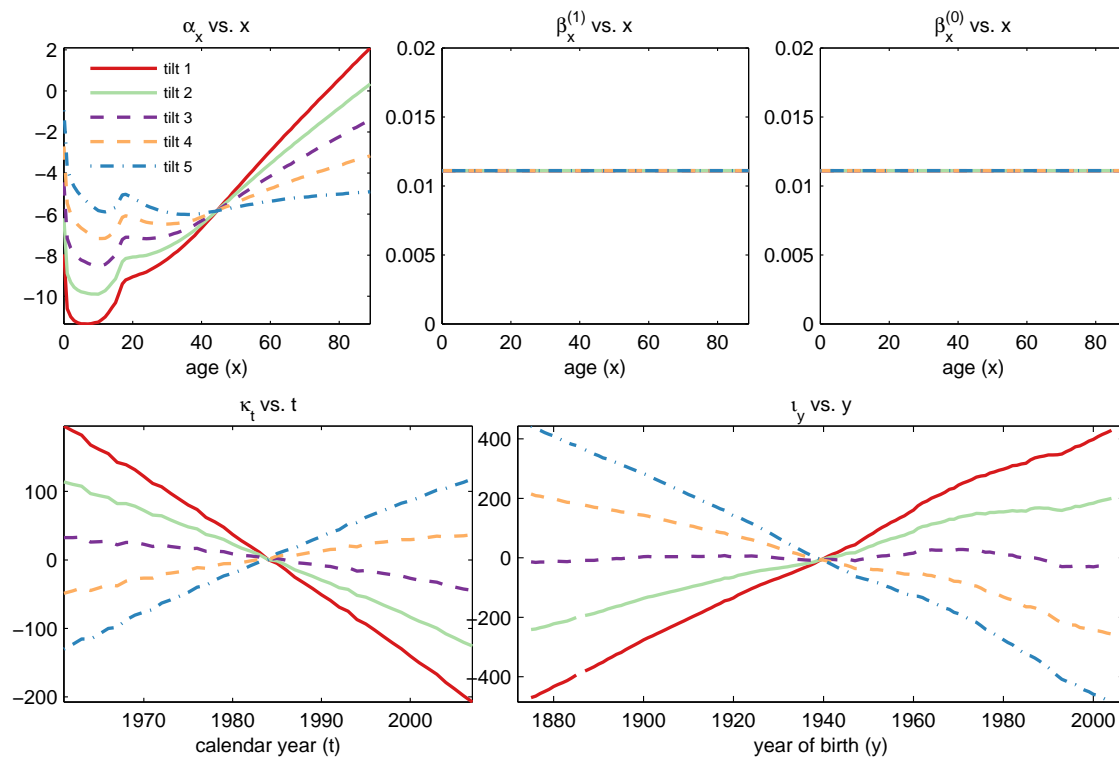 α_x vs. x
2
0
−2
−4
−6
−8
−10
0 20 40 60 80
age (x)
tilt 1
tilt 2
tilt 3
tilt 4
tilt 5
β_x^(1) vs. x
0.02
0.015
0.01
0.005
0
0 20 40 60 80
age (x)
β_x^(0) vs. x
0.02
0.015
0.01
0.005
0
0 20 40 60 80
age (x)
κ_t vs. t
100
0
−100
−200
1970 1980 1990 2000
calendar year (t)
ι_y vs. y
400
200
0
−200
−400
1880 1900 1920 1940 1960 1980 2000
year of birth (y)